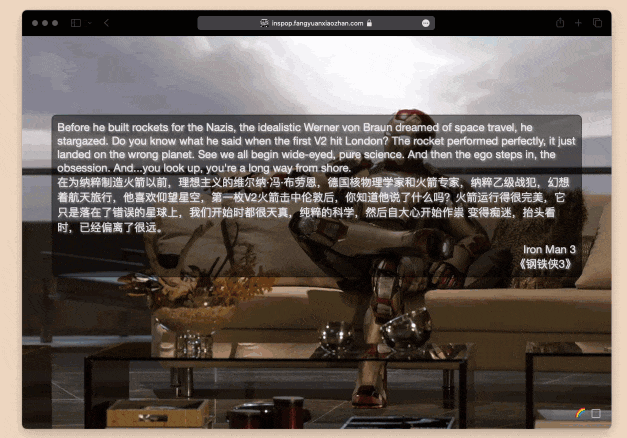 inspop.fangyuanxiaozhan.com
Before he built rockets for the Nazis, the idealistic Werner von Braun dreamed of space travel, he
stargazed. Do you know what he said when the first V2 hit London? The rocket performed perfectly, it just
landed on the wrong planet. See we all begin wide-eyed, pure science. And then the ego steps in, the
obsession. And...you look up, you're a long way from shore.
在为纳粹制造火箭以前，理想主义的维尔纳·冯·布劳恩，德国核物理学家和火箭专家，纳粹乙级战犯，幻想
着航天旅行，他喜欢仰望星空，第一枚V2火箭击中伦敦后，你知道他说了什么吗？火箭运行得很完美，它
只是落在了错误的星球上，我们开始时都很天真，纯粹的科学，然后自大心开始作祟 变得痴迷，抬头看
时，已经偏离了很远。
Iron Man 3
《钢铁侠3》